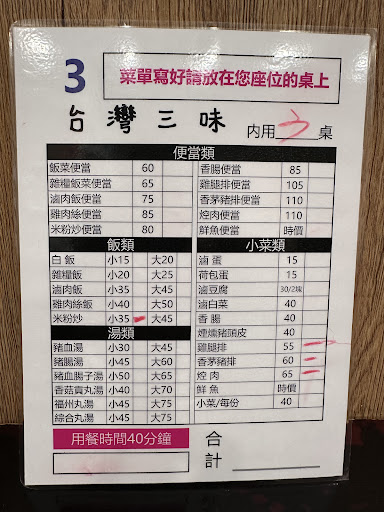 3
菜單寫好請放在您座位的桌上
台灣三味
内用 桌
便當類
飯菜便當 60 香腸便當 85
雜糧飯菜便當 65 雞腿排便當 105
滷肉飯便當 75 香茅豬排便當 110
雞肉絲便當 85 焢肉便當 110
米粉炒便當 80 鮮魚便當 時價
飯類
白飯 小15 大20
雜糧飯 小20 大25
滷肉飯 小35 大45
雞肉絲飯 小40 大50
米粉炒 小35 大45
湯類
豬血湯 小30 大45
豬腸湯 小45 大60
豬血腸子湯 小50 大65
香菇貢丸湯 小40 大70
福州丸湯 小45 大75
綜合丸湯 小45 大75
小菜類
滷蛋 15
荷包蛋 15
滷豆腐 30/2塊
滷白菜 40
香腸 40
煙燻豬頭皮 40
雞腿排 55
香茅豬排 60
焢肉 65
鮮魚 時價
小菜/每份 40
用餐時間40分鐘
合計